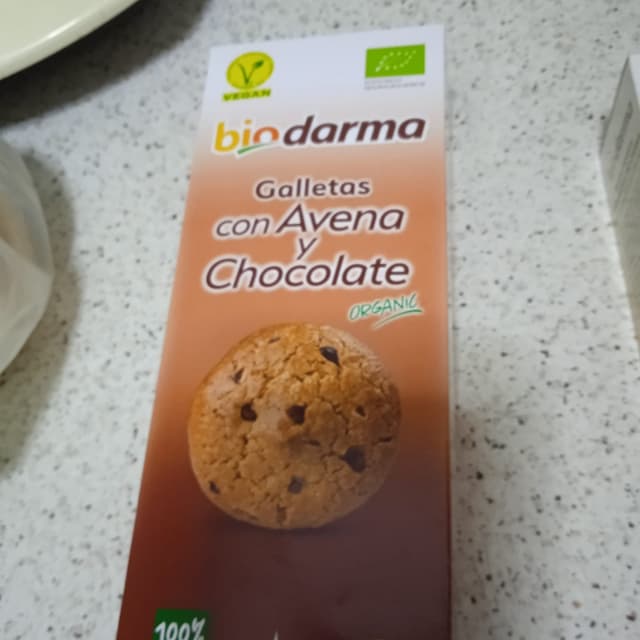 VEGAN
biodarma
Galletas
con Avena
y
Chocolate
ORGANIC
100%